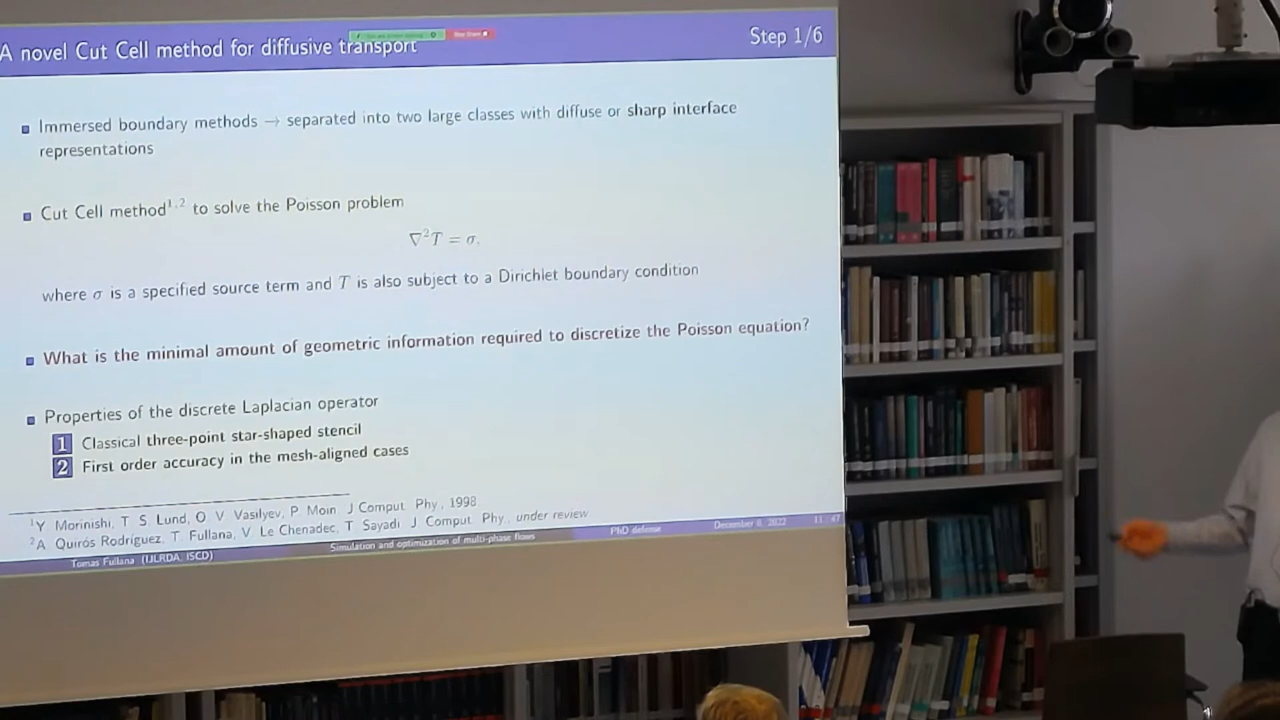 A novel Cut Cell method for diffusive transport
Step 1/6
Immersed boundary methods → separated into two large classes with diffuse or sharp interface
representations
Cut Cell method¹,² to solve the Poisson problem
∇²T = σ,
where σ is a specified source term and T is also subject to a Dirichlet boundary condition
What is the minimal amount of geometric information required to discretize the Poisson equation?
Properties of the discrete Laplacian operator
1 Classical three-point star-shaped stencil
2 First order accuracy in the mesh-aligned cases
¹Y Morinishi, T S. Lund, O V Vasilyev, P Moin J Comput Phy, 1998
²A Quirós Rodríguez, T. Fullana, V. Le Chenadec, T Sayadi J Comput. Phy., under review
Tomas Fullana (IJLRDA, ISCD) Simulation and optimization of multi-phase flows PhD defense December 8, 2022 11 / 47